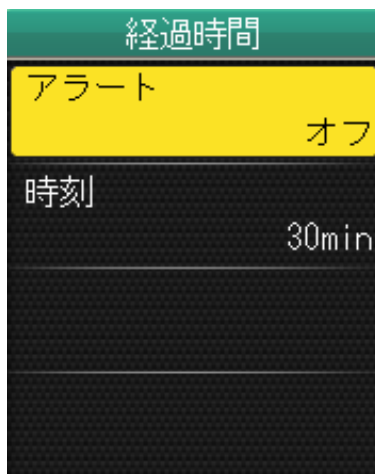 経過時間
アラート
オフ
時刻
30min